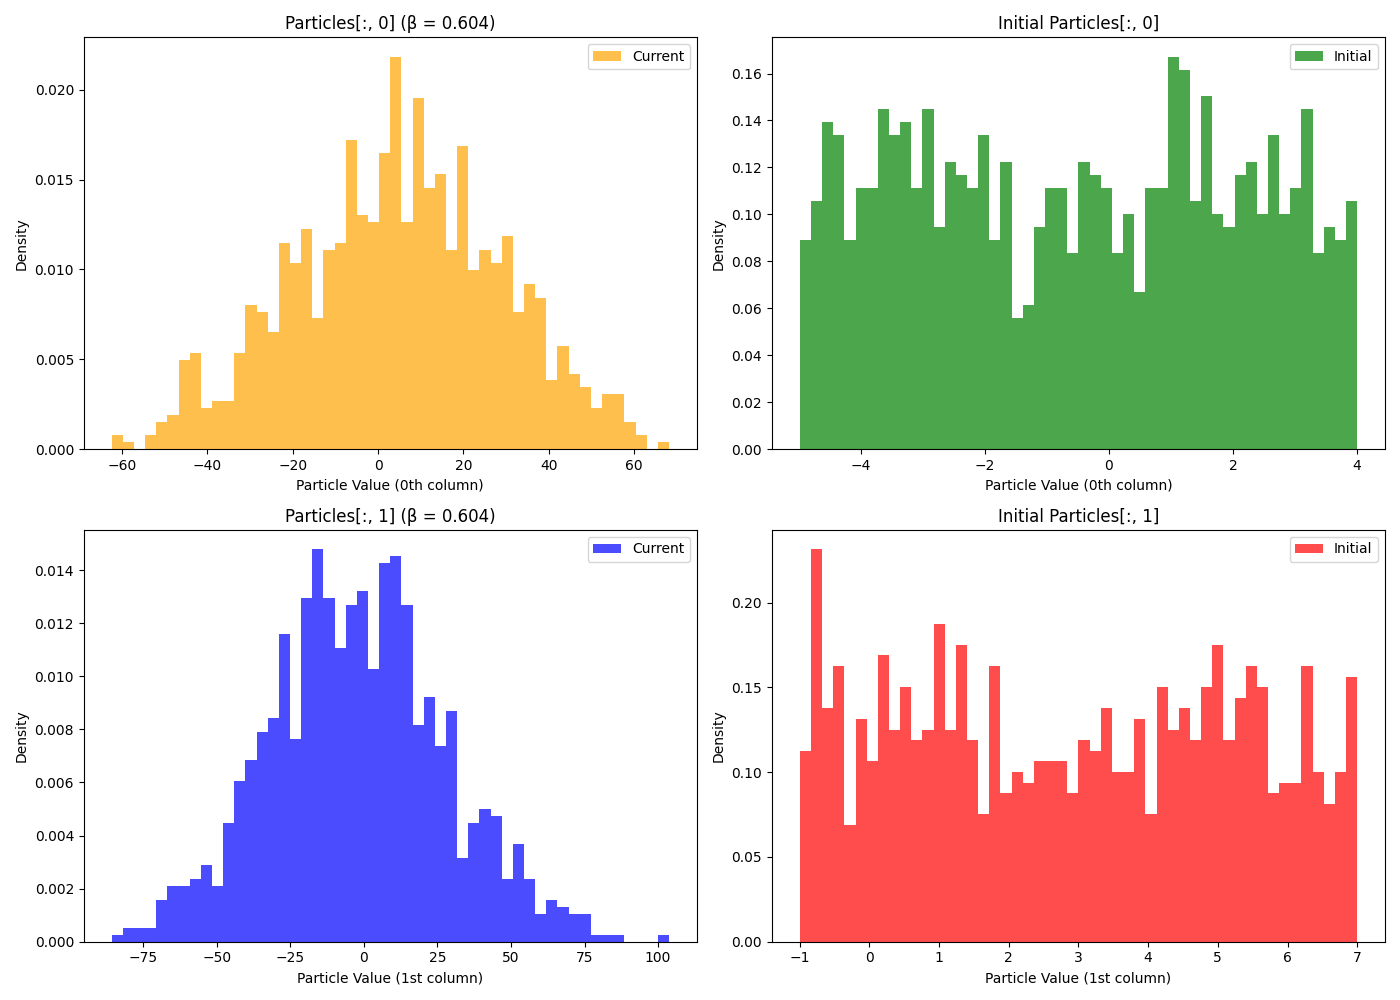 Particles[:, 0] (β = 0.604)
Current
Density
0.020
0.015
0.010
0.005
0.000
−60 −40 −20 0 20 40 60
Particle Value (0th column)
Initial Particles[:, 0]
Initial
Density
0.16
0.14
0.12
0.10
0.08
0.06
0.04
0.02
0.00
−4 −2 0 2 4
Particle Value (0th column)
Particles[:, 1] (β = 0.604)
Current
Density
0.014
0.012
0.010
0.008
0.006
0.004
0.002
0.000
−75 −50 −25 0 25 50 75 100
Particle Value (1st column)
Initial Particles[:, 1]
Initial
Density
0.20
0.15
0.10
0.05
0.00
−1 0 1 2 3 4 5 6 7
Particle Value (1st column)